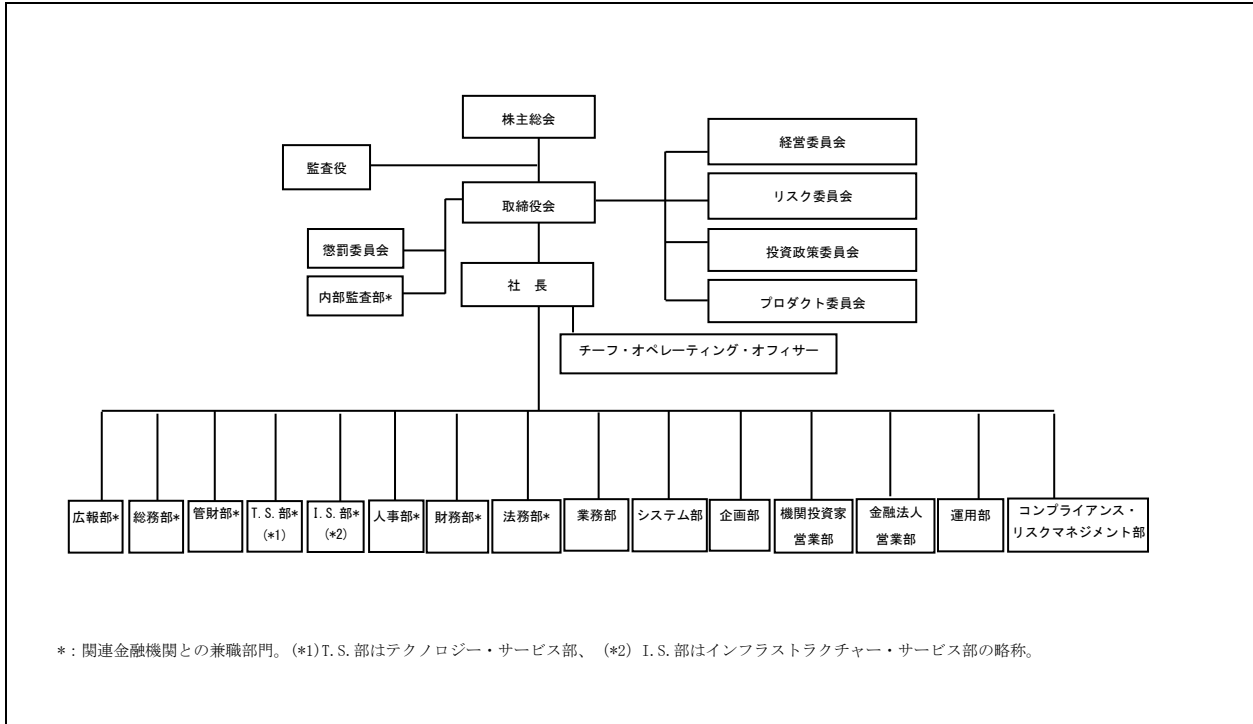 株主総会
監査役
経営委員会
リスク委員会
取締役会
懲罰委員会
投資政策委員会
社　長
内部監査部*
プロダクト委員会
チーフ・オペレーティング・オフィサー
広報部*
総務部*
管財部*
T.S.部*
(*1)
I.S.部*
(*2)
人事部*
財務部*
法務部*
業務部
システム部
企画部
機関投資家
営業部
金融法人
営業部
運用部
コンプライアンス・
リスクマネジメント部
*：関連金融機関との兼職部門。(*1)T.S.部はテクノロジー・サービス部、 (*2) I.S.部はインフラストラクチャー・サービス部の略称。